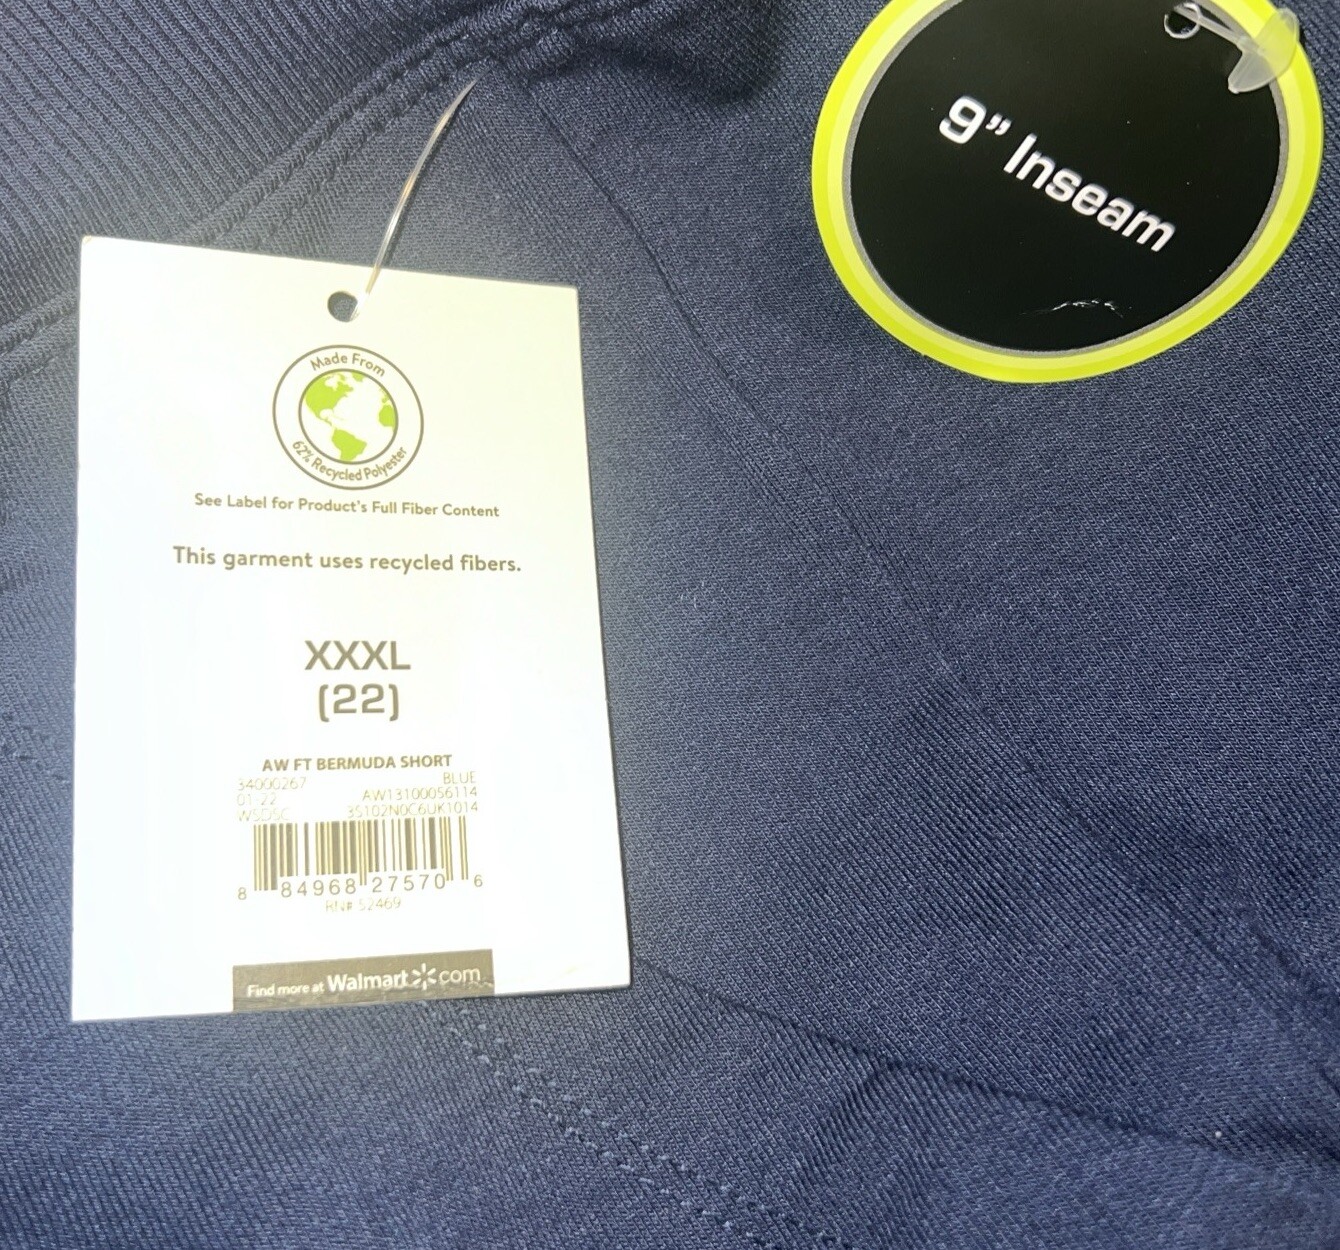 9” Inseam
Made From
62% Recycled Polyester
See Label for Product's Full Fiber Content
This garment uses recycled fibers.
XXXL
(22)
AW FT BERMUDA SHORT
34000267 BLUE
01 22 AW13100056114
WSDSC 3S102N0C6UK1014
8 84968 27570 6
RN# 52469
Find more at Walmart com